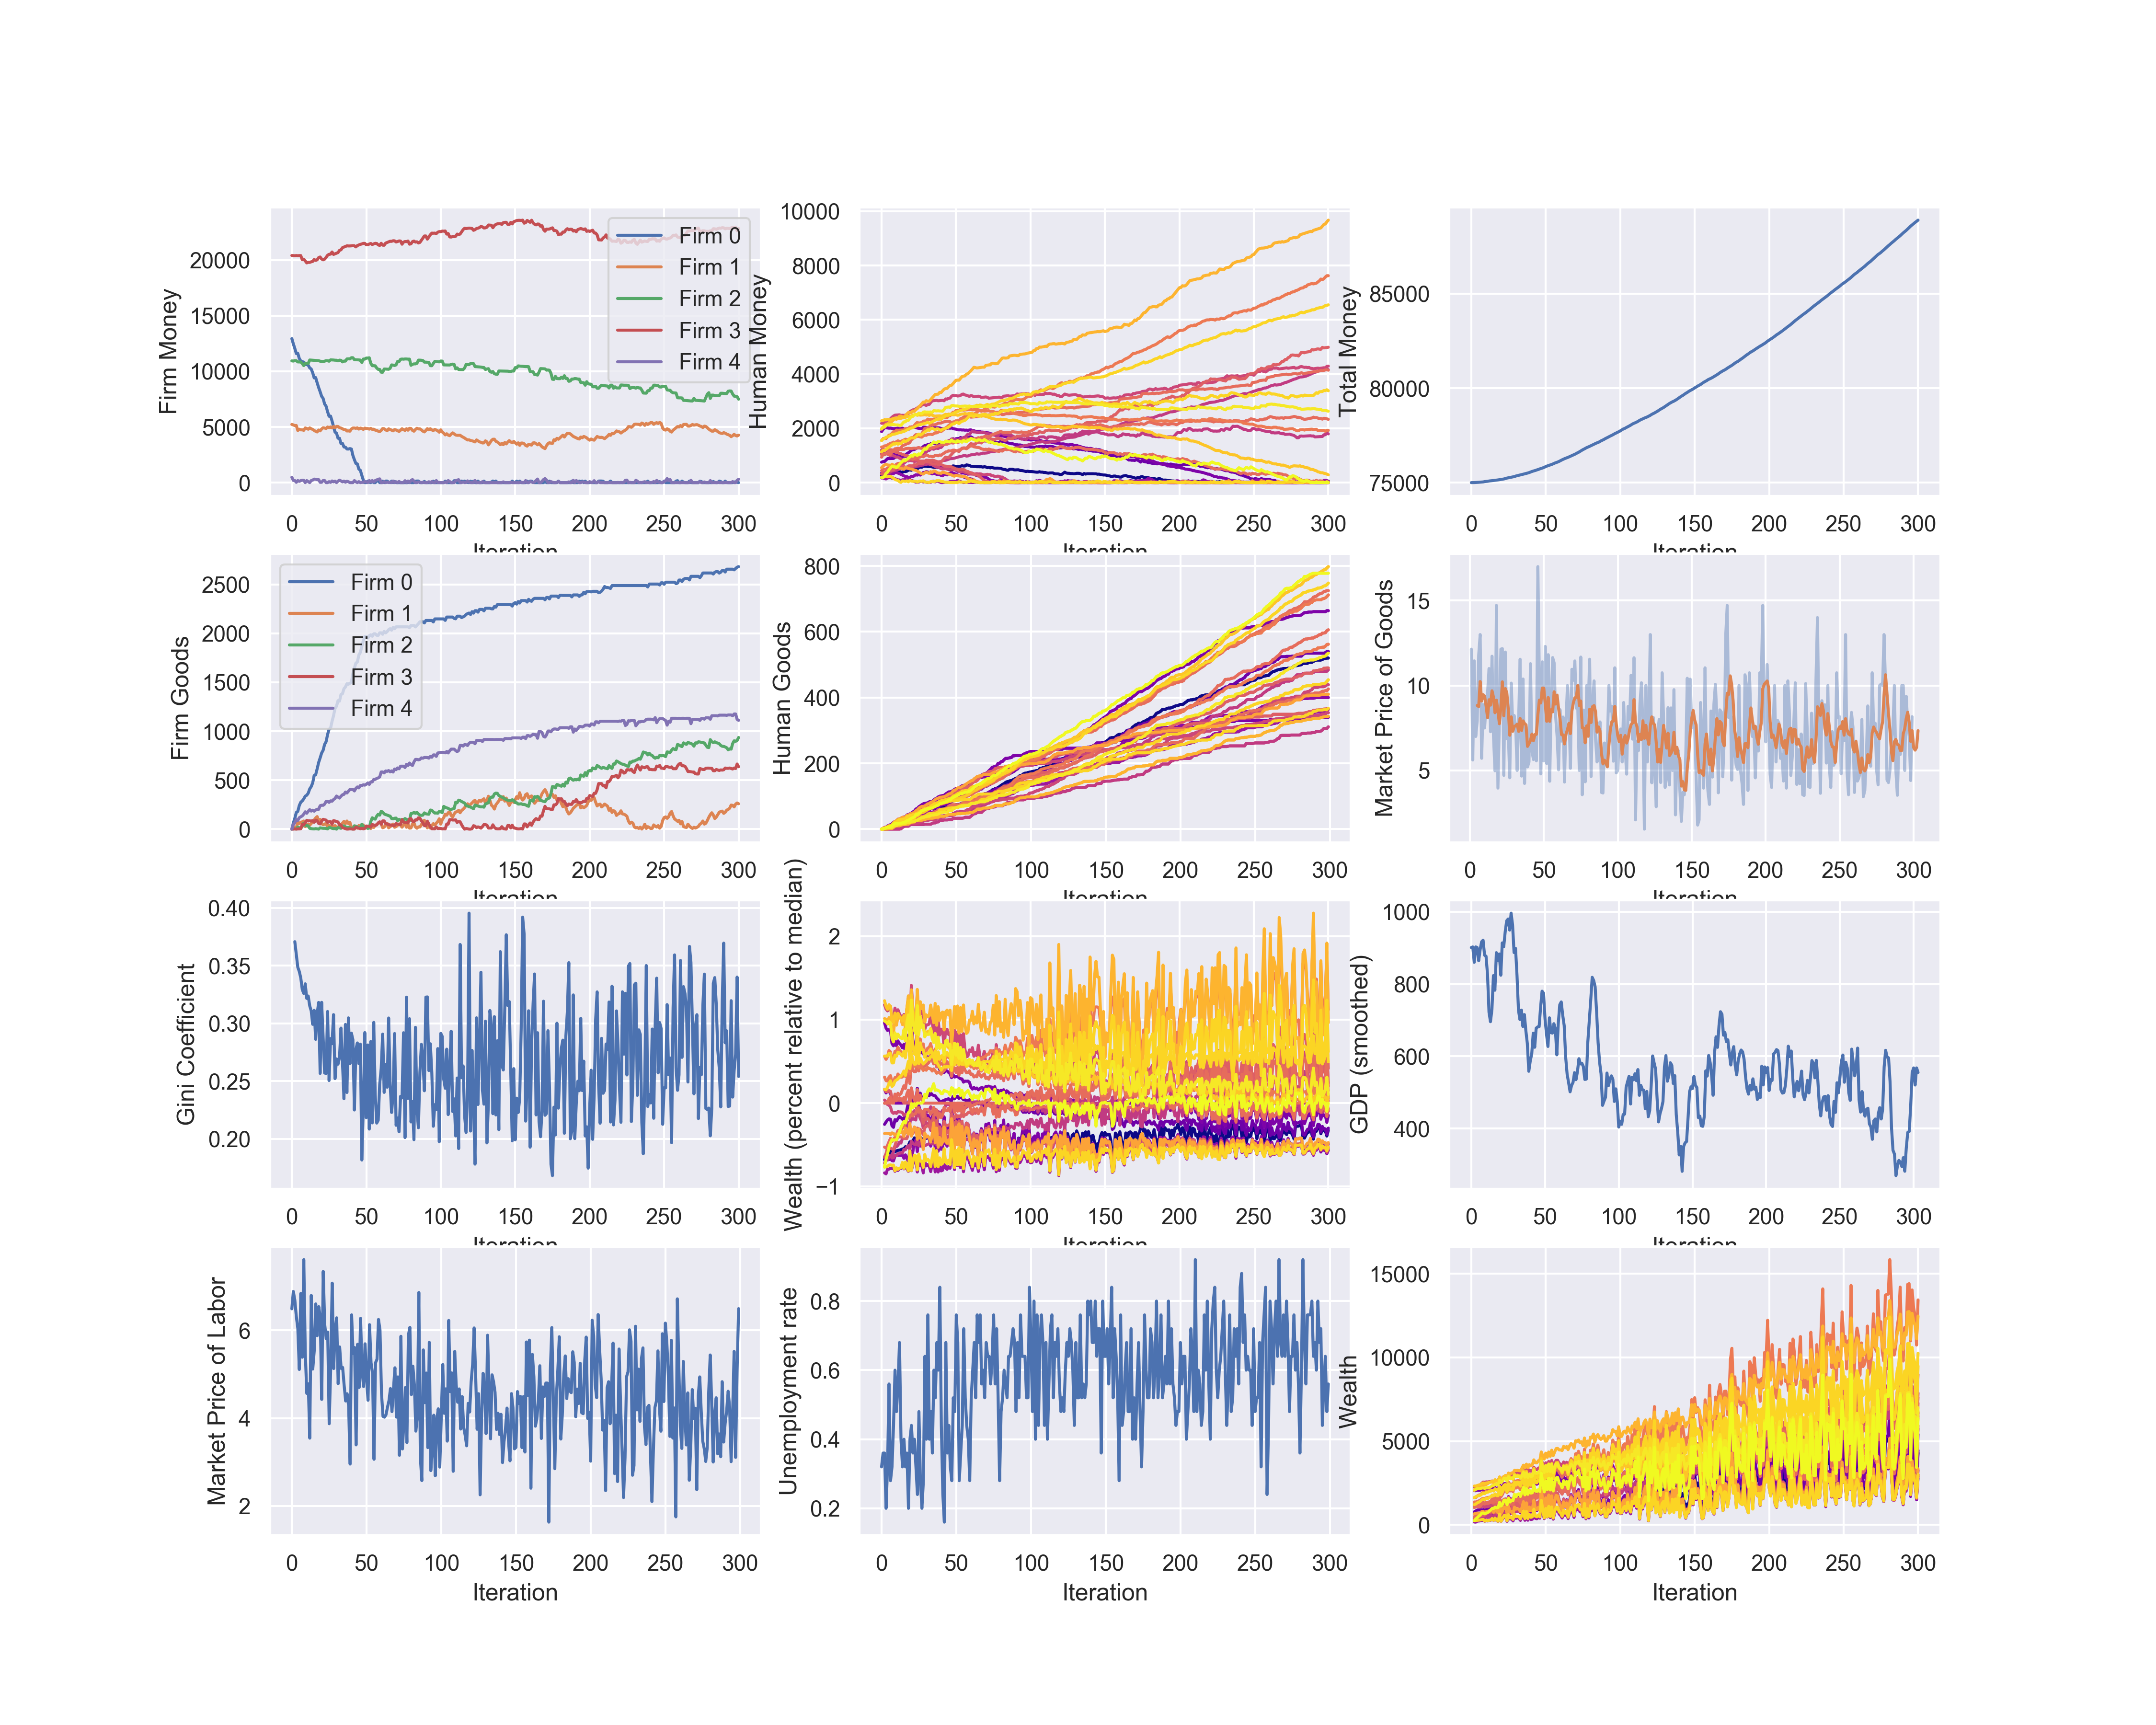 Firm Money
20000
15000
10000
5000
0
0 50 100 150 200 250 300
Iteration
Firm 0
Firm 1
Firm 2
Firm 3
Firm 4
Human Money
10000
8000
6000
4000
2000
0
0 50 100 150 200 250 300
Iteration
Total Money
85000
80000
75000
0 50 100 150 200 250 300
Iteration
Firm Goods
2500
2000
1500
1000
500
0
0 50 100 150 200 250 300
Iteration
Firm 0
Firm 1
Firm 2
Firm 3
Firm 4
Human Goods
800
600
400
200
0
0 50 100 150 200 250 300
Iteration
Market Price of Goods
15
10
5
0 50 100 150 200 250 300
Iteration
Gini Coefficient
0.40
0.35
0.30
0.25
0.20
0 50 100 150 200 250 300
Iteration
Wealth (percent relative to median)
2
1
0
−1
0 50 100 150 200 250 300
Iteration
GDP (smoothed)
1000
800
600
400
0 50 100 150 200 250 300
Iteration
Market Price of Labor
6
4
2
0 50 100 150 200 250 300
Iteration
Unemployment rate
0.8
0.6
0.4
0.2
0 50 100 150 200 250 300
Iteration
Wealth
15000
10000
5000
0
0 50 100 150 200 250 300
Iteration